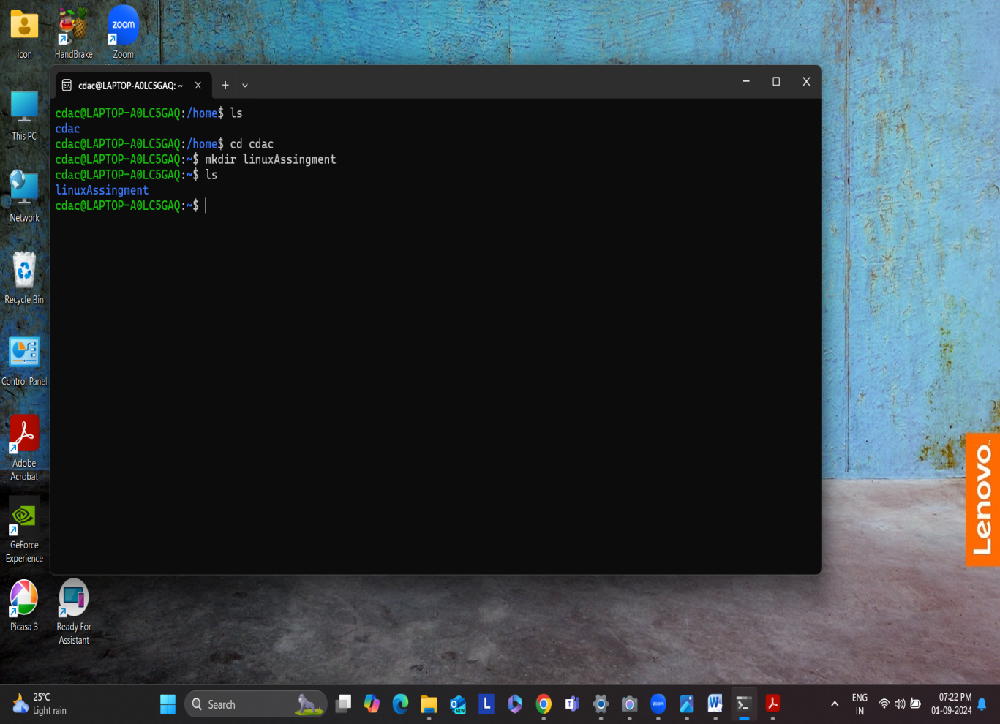 icon
HandBrake
zoom
Zoom
cdac@LAPTOP-A0LC5GAQ: ~
cdac@LAPTOP-A0LC5GAQ:/home$ ls
cdac
cdac@LAPTOP-A0LC5GAQ:/home$ cd cdac
cdac@LAPTOP-A0LC5GAQ:~$ mkdir linuxAssingment
cdac@LAPTOP-A0LC5GAQ:~$ ls
linuxAssingment
cdac@LAPTOP-A0LC5GAQ:~$
This PC
Network
Recycle Bin
Control Panel
Adobe
Acrobat
GeForce
Experience
Picasa 3
Ready For
Assistant
Lenovo
25°C
Light rain
Search
NEW
L
zoom
W
ENG
IN
07:22 PM
01-09-2024